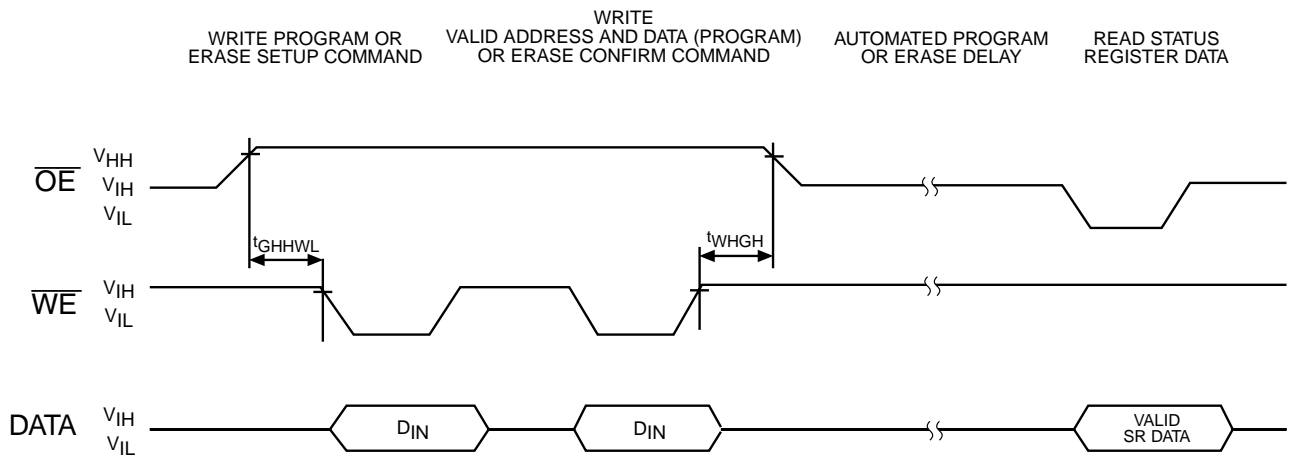 WRITE PROGRAM OR
ERASE SETUP COMMAND
WRITE
VALID ADDRESS AND DATA (PROGRAM)
OR ERASE CONFIRM COMMAND
AUTOMATED PROGRAM
OR ERASE DELAY
READ STATUS
REGISTER DATA
OE
VHH
VIH
VIL
tGHHWL
tWHGH
WE
VIH
VIL
DATA
VIH
VIL
DIN
DIN
VALID
SR DATA